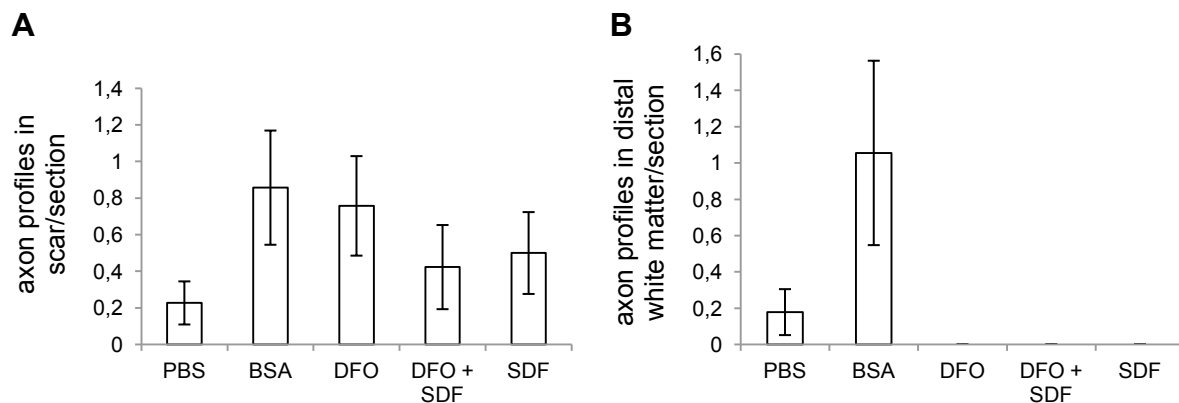 A
axon profiles in
scar/section
1,4
1,2
1
0,8
0,6
0,4
0,2
0
PBS
BSA
DFO
DFO +
SDF
SDF
B
axon profiles in distal
white matter/section
1,6
1,4
1,2
1
0,8
0,6
0,4
0,2
0
PBS
BSA
DFO
DFO +
SDF
SDF